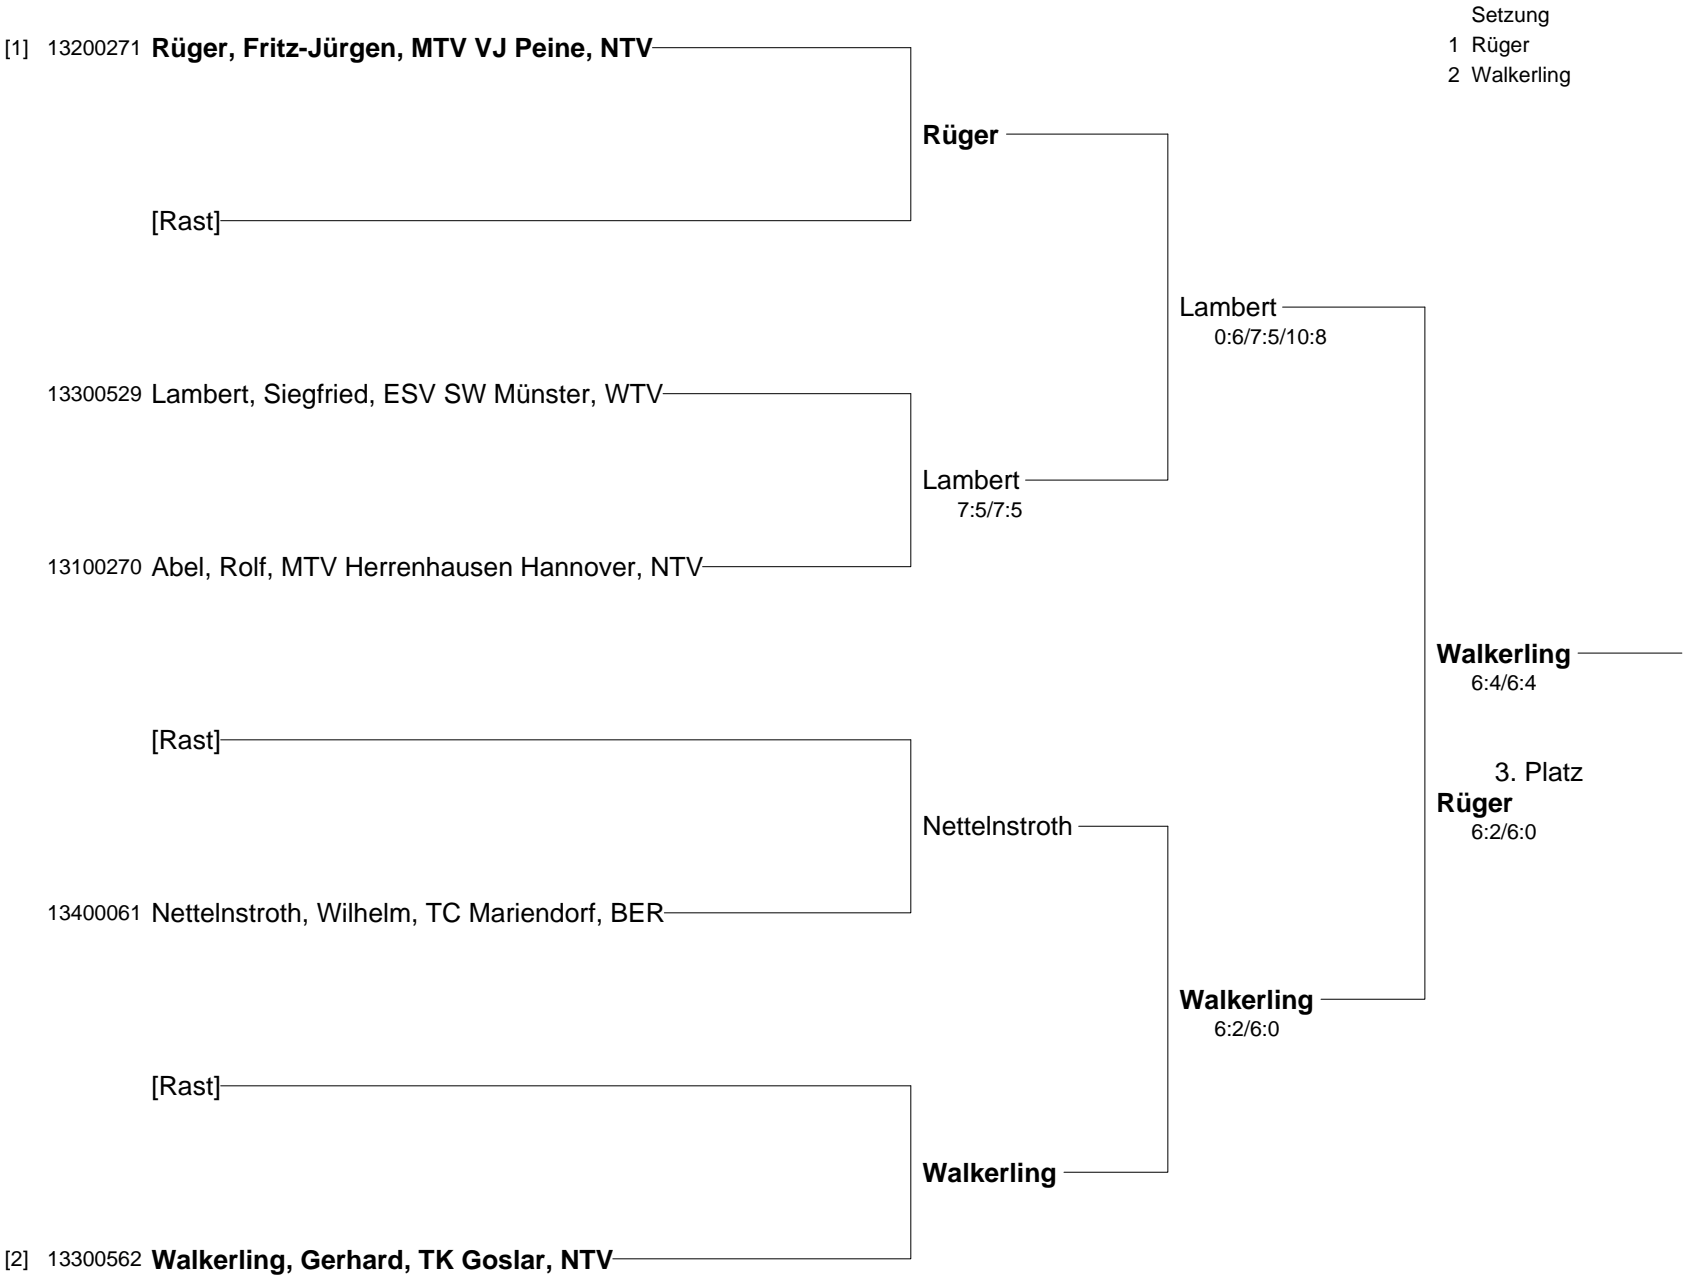 Setzung
1 Rüger
2 Walkerling
[1] 13200271 Rüger, Fritz-Jürgen, MTV VJ Peine, NTV
Rüger
[Rast]
Lambert
0:6/7:5/10:8
13300529 Lambert, Siegfried, ESV SW Münster, WTV
Lambert
7:5/7:5
13100270 Abel, Rolf, MTV Herrenhausen Hannover, NTV
Walkerling
6:4/6:4
[Rast]
3. Platz
Rüger
6:2/6:0
Nettelnstroth
13400061 Nettelnstroth, Wilhelm, TC Mariendorf, BER
Walkerling
6:2/6:0
[Rast]
Walkerling
[2] 13300562 Walkerling, Gerhard, TK Goslar, NTV